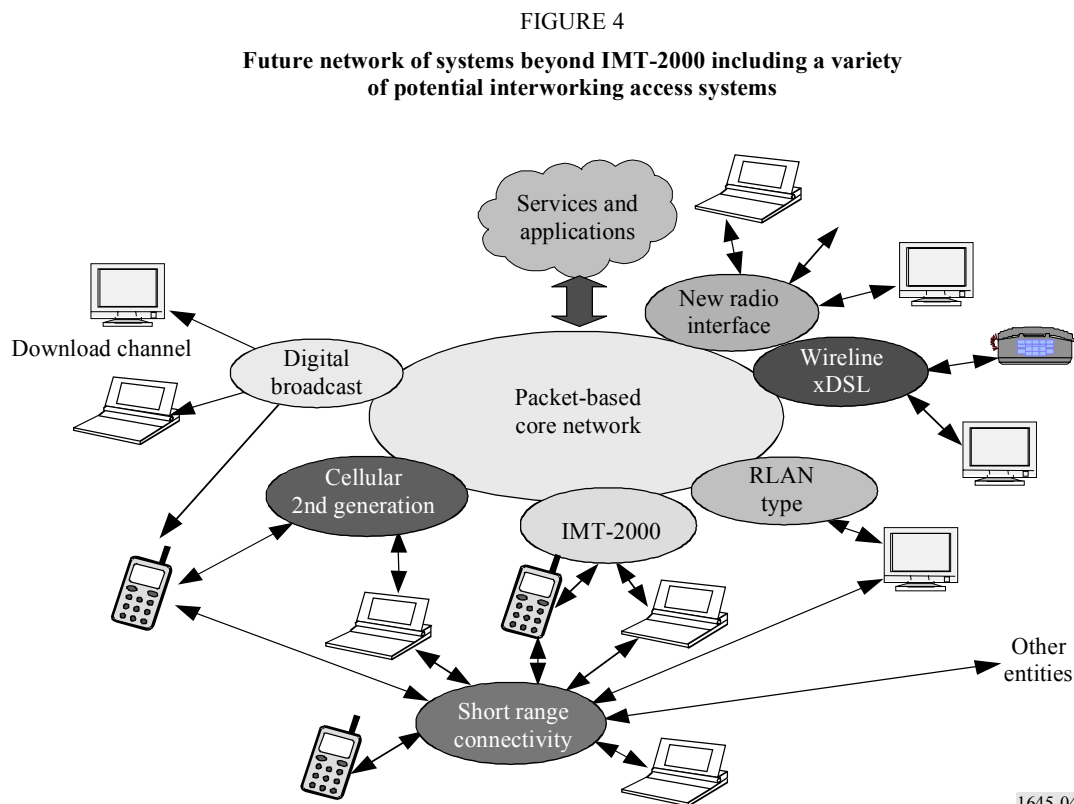 FIGURE 4
Future network of systems beyond IMT-2000 including a variety
of potential interworking access systems
Services and
applications
New radio
interface
Download channel
Digital
broadcast
Wireline
xDSL
Packet-based
core network
Cellular
2nd generation
RLAN
type
IMT-2000
Other
entities
Short range
connectivity